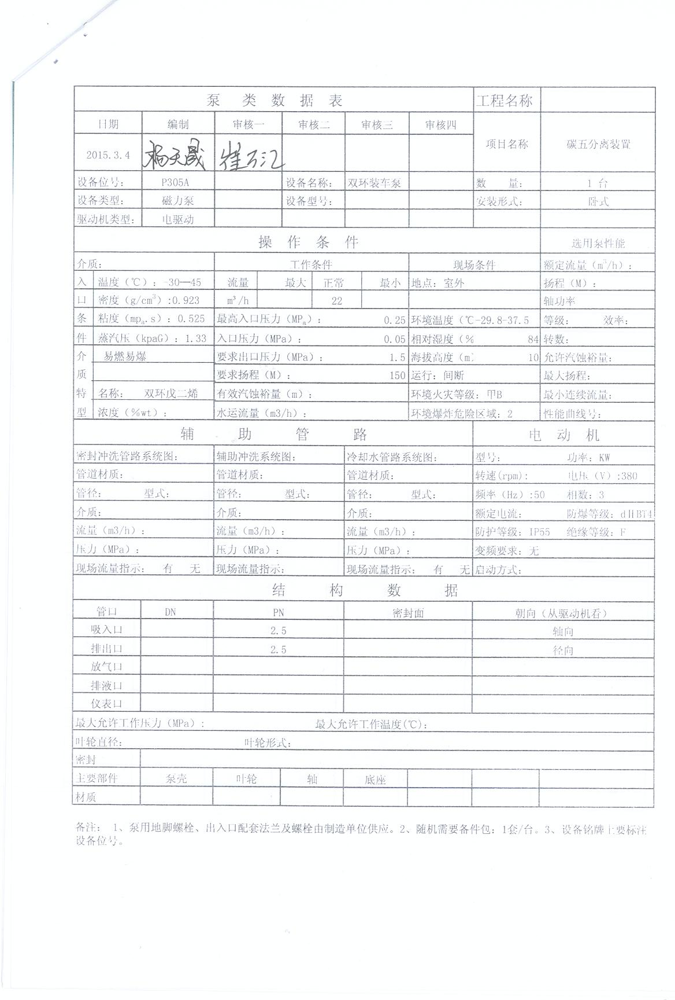 泵 类 数 据 表 工程名称
日期 编制 审核一 审核二 审核三 审核四 项目名称 碳五分离装置
2015.3.4 杨天晟 崔万江
设备位号: P305A 设备名称: 双环装车泵 数 量: 1 台
设备类型: 磁力泵 设备型号: 安装形式: 卧式
驱动机类型: 电驱动
操 作 条 件 选用泵性能
介质: 工作条件 现场条件 额定流量（m³/h）:
入 温度（℃）: -30—45 流量 最大 正常 最小 地点: 室外 扬程（M）:
口 密度（g/cm³）:0.923 m³/h 22 轴功率
条 粘度（mpa.s）: 0.525 最高入口压力（MPa）: 0.25 环境温度（℃-29.8-37.5 等级: 效率:
件 蒸汽压（kpaG）: 1.33 入口压力（MPa）: 0.05 相对湿度（% 84 转数:
介 易燃易爆 要求出口压力（MPa）: 1.5 海拔高度（m） 10 允许汽蚀裕量:
质 要求扬程（M）: 150 运行: 间断 最大扬程:
特 名称: 双环戊二烯 有效汽蚀裕量（m）: 环境火灾等级: 甲B 最小连续流量:
型 浓度（%wt）: 水运流量（m3/h）: 环境爆炸危险区域: 2 性能曲线号:
辅 助 管 路 电 动 机
密封冲洗管路系统图: 辅助冲洗系统图: 冷却水管路系统图: 型号: 功率: KW
管道材质: 管道材质: 管道材质: 转速(rpm): 电压（V）:380
管径: 型式: 管径: 型式: 管径: 型式: 频率（Hz）:50 相数: 3
介质: 介质: 介质: 额定电流: 防爆等级: dⅡBT4
流量（m3/h）: 流量（m3/h）: 流量（m3/h）: 防护等级: IP55 绝缘等级: F
压力（MPa）: 压力（MPa）: 压力（MPa）: 变频要求: 无
现场流量指示: 有 无 现场流量指示: 现场流量指示: 有 无 启动方式:
结 构 数 据
管口 DN PN 密封面 朝向（从驱动机看）
吸入口 2.5 轴向
排出口 2.5 径向
放气口
排液口
仪表口
最大允许工作压力（MPa）: 最大允许工作温度(℃):
叶轮直径: 叶轮形式:
密封
主要部件 泵壳 叶轮 轴 底座
材质
备注: 1、泵用地脚螺栓、出入口配套法兰及螺栓由制造单位供应。2、随机需要备件包: 1套/台。3、设备铭牌上要标注
设备位号。